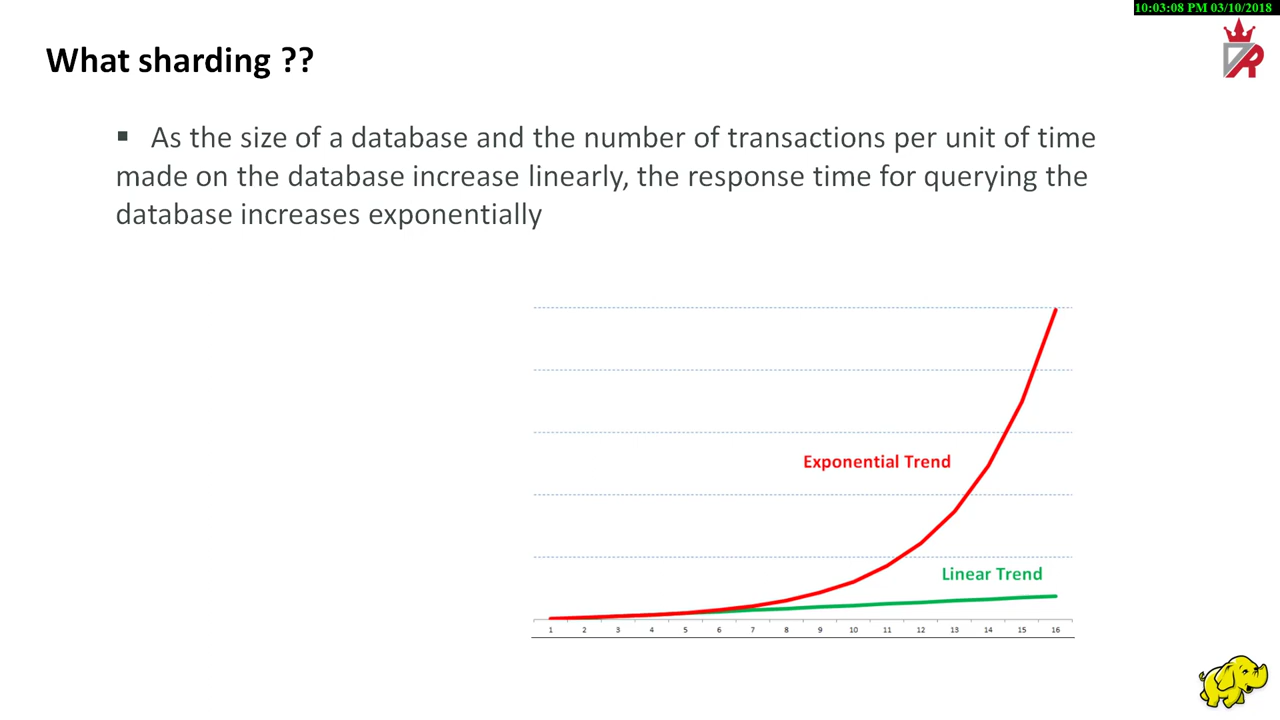 10:03:08 PM 03/10/2018
What sharding ??
▪ As the size of a database and the number of transactions per unit of time
made on the database increase linearly, the response time for querying the
database increases exponentially
Exponential Trend
Linear Trend
1 2 3 4 5 6 7 8 9 10 11 12 13 14 15 16